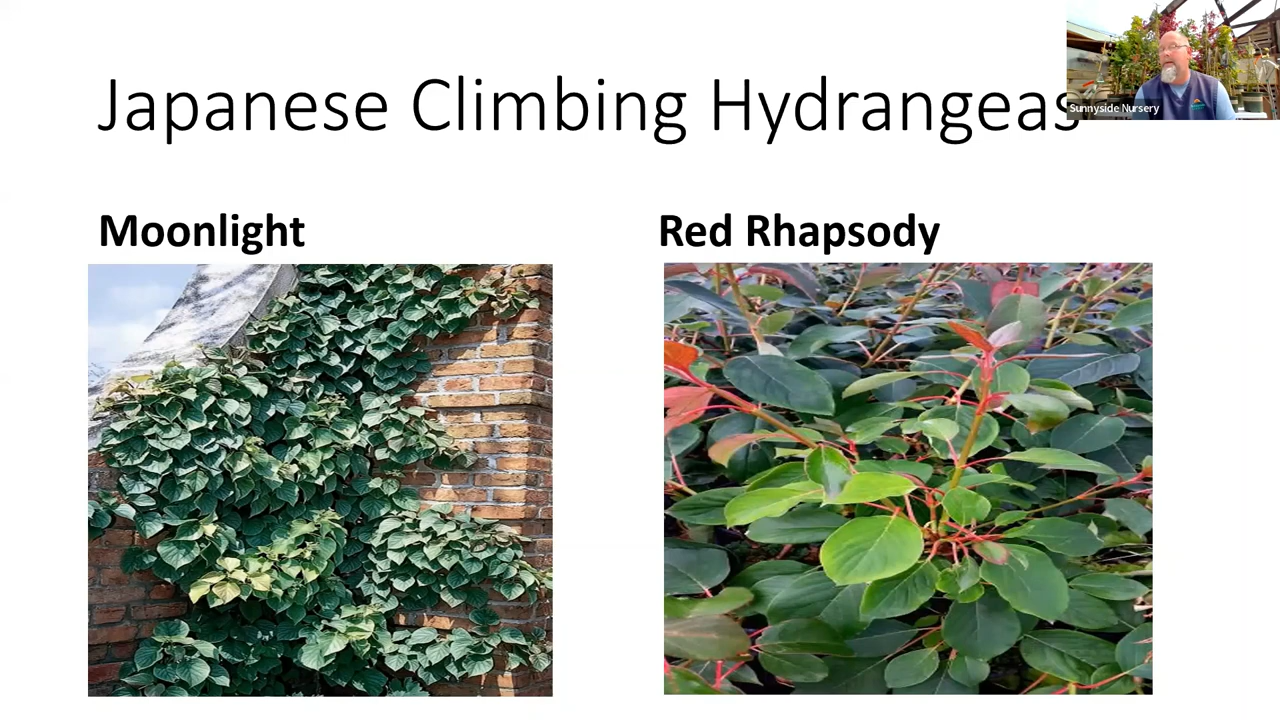 Japanese Climbing Hydrangeas
Sunnyside Nursery
Moonlight
Red Rhapsody